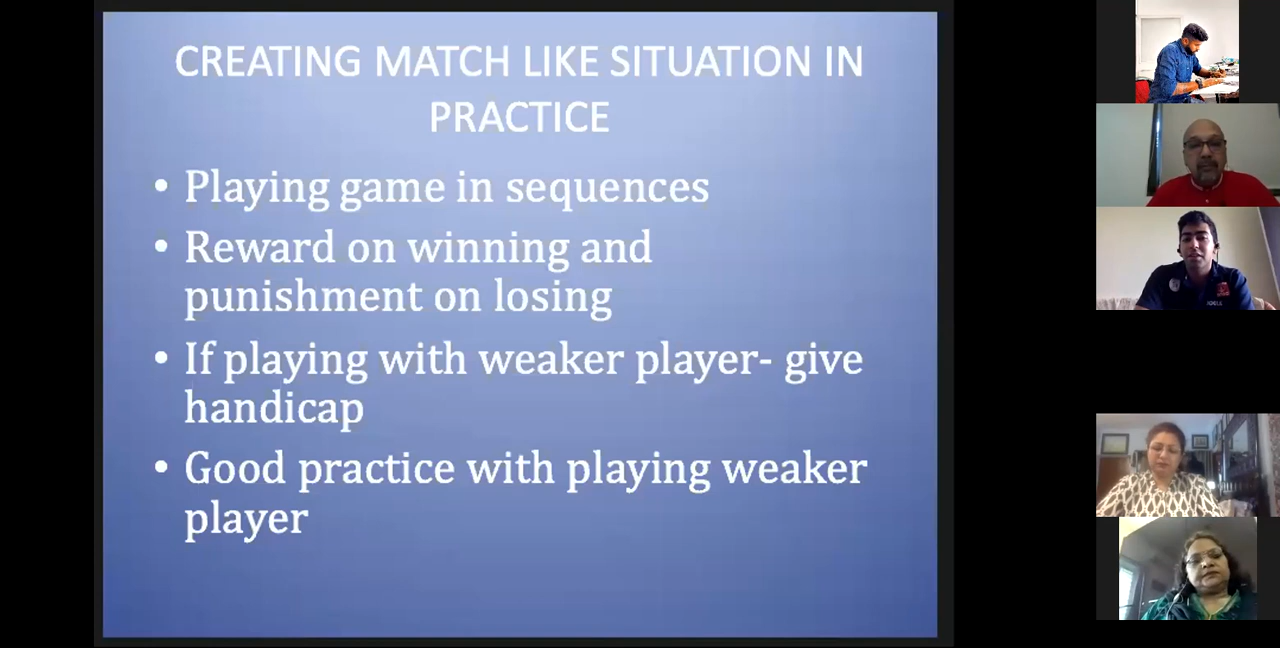 CREATING MATCH LIKE SITUATION IN
PRACTICE
• Playing game in sequences
• Reward on winning and
punishment on losing
• If playing with weaker player- give
handicap
• Good practice with playing weaker
player